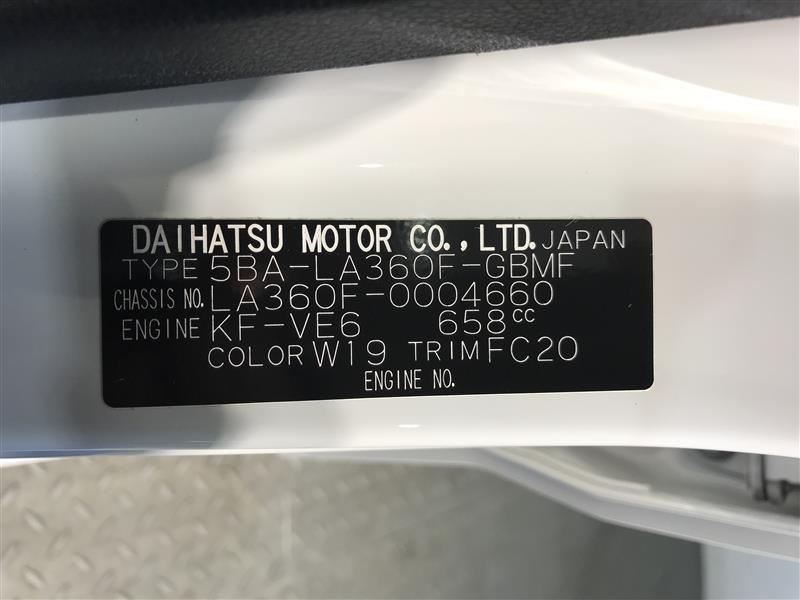 DAIHATSU MOTOR CO., LTD. JAPAN
TYPE 5BA-LA360F-GBMF
CHASSIS NO. LA360F-0004660
ENGINE KF-VE6 658cc
COLOR W19 TRIM FC20
ENGINE NO.